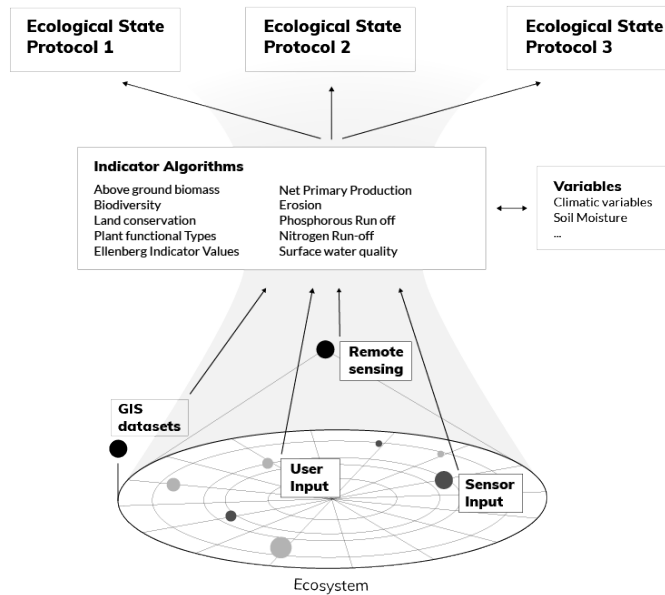 Ecological State
Protocol 1
Ecological State
Protocol 2
Ecological State
Protocol 3
Indicator Algorithms
Above ground biomass
Biodiversity
Land conservation
Plant functional Types
Ellenberg Indicator Values
Net Primary Production
Erosion
Phosphorous Run off
Nitrogen Run-off
Surface water quality
Variables
Climatic variables
Soil Moisture
...
Remote
sensing
GIS
datasets
User
Input
Sensor
Input
Ecosystem